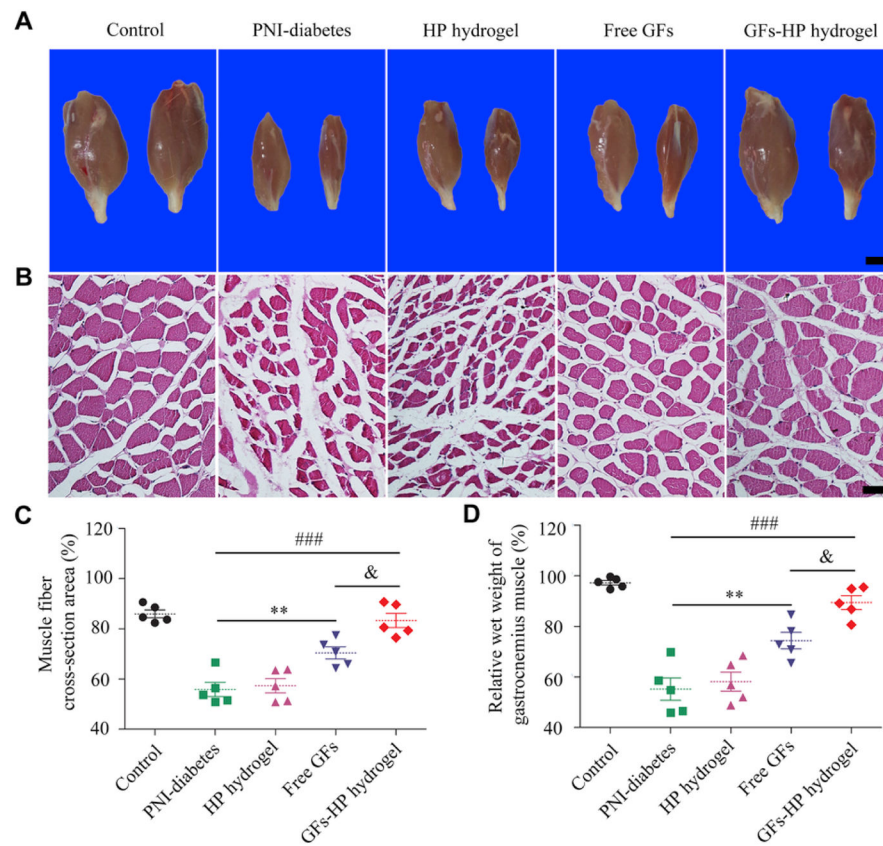 A
Control
PNI-diabetes
HP hydrogel
Free GFs
GFs-HP hydrogel
B
C
Muscle fiber
cross-section areea (%)
120
100
80
60
40
###
&
**
Control
PNI-diabetes
HP hydrogel
Free GFs
GFs-HP hydrogel
D
Relative wet weight of
gastrocnemius muscle (%)
120
100
80
60
40
###
&
**
Control
PNI-diabetes
HP hydrogel
Free GFs
GFs-HP hydrogel